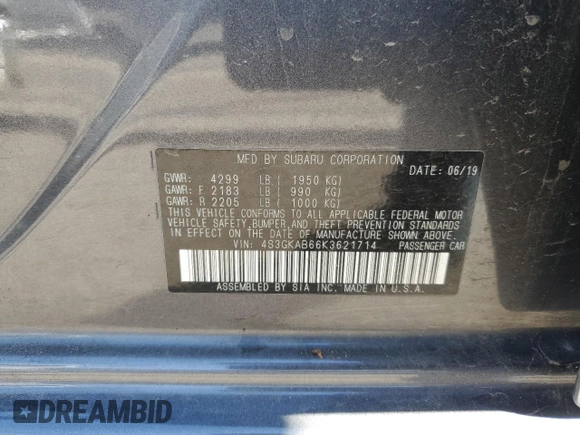 MFD BY SUBARU CORPORATION
DATE: 06/19
GVWR: 4299 LB ( 1950 KG)
GAWR: F 2183 LB ( 990 KG)
GAWR: R 2205 LB ( 1000 KG)
THIS VEHICLE CONFORMS TO ALL APPLICABLE FEDERAL MOTOR
VEHICLE SAFETY,BUMPER,AND THEFT PREVENTION STANDARDS
IN EFFECT ON THE DATE OF MANUFACTURE SHOWN ABOVE.
VIN: 4S3GKAB66K3621714 PASSENGER CAR
ASSEMBLED BY SIA INC. MADE IN U.S.A.
DREAMBID